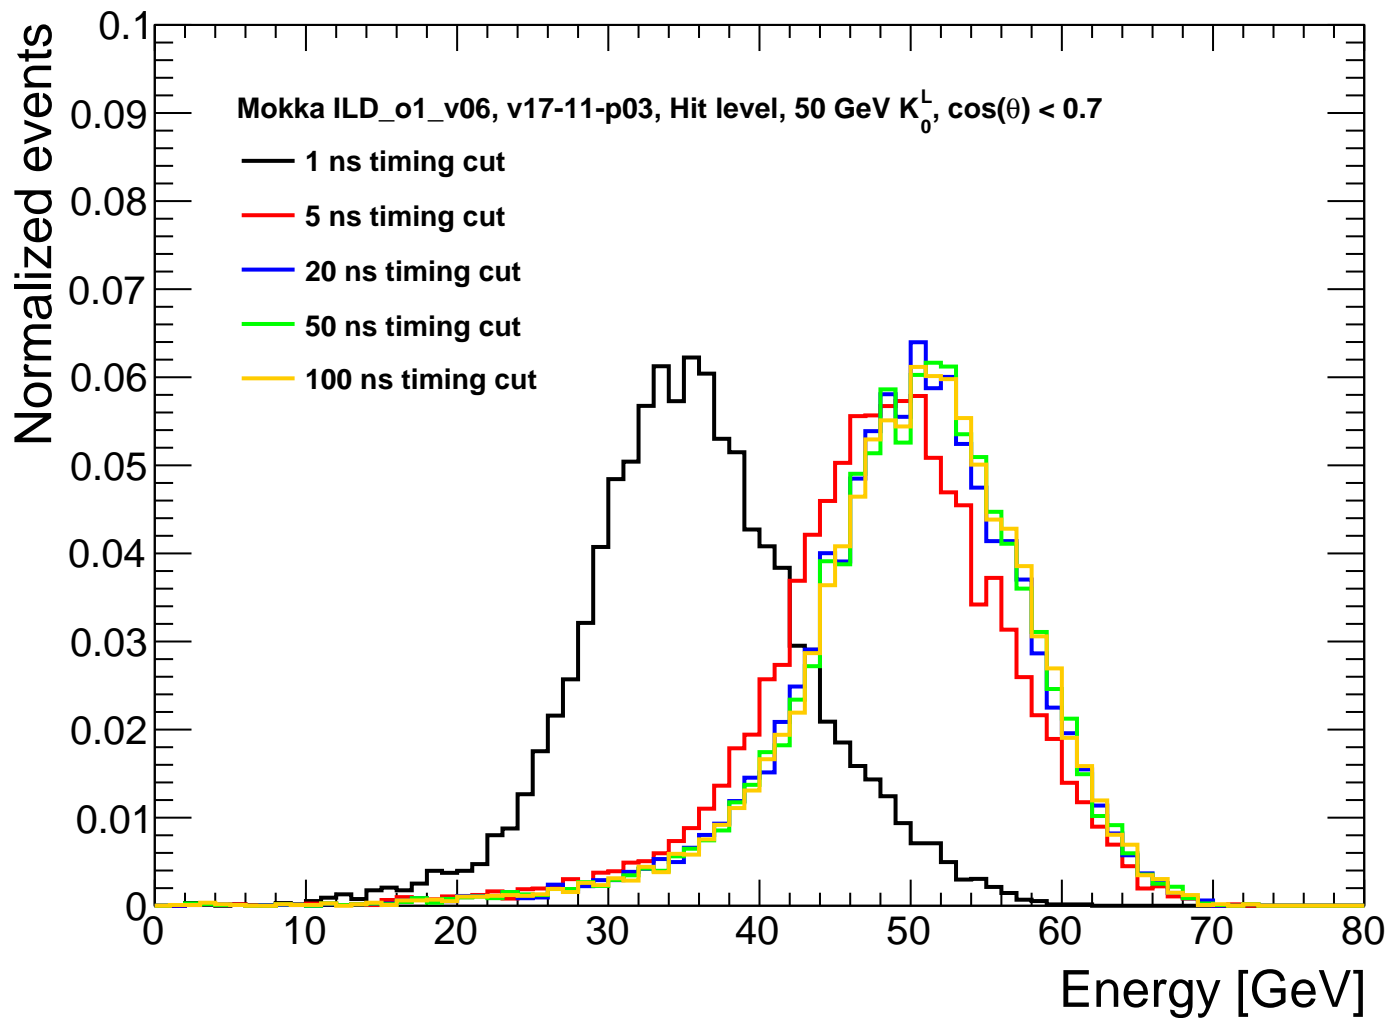 Normalized events
0.1
0.09
0.08
0.07
0.06
0.05
0.04
0.03
0.02
0.01
0
Mokka ILD_o1_v06, v17-11-p03, Hit level, 50 GeV K₀ᴸ, cos(θ) < 0.7
1 ns timing cut
5 ns timing cut
20 ns timing cut
50 ns timing cut
100 ns timing cut
0 10 20 30 40 50 60 70 80
Energy [GeV]